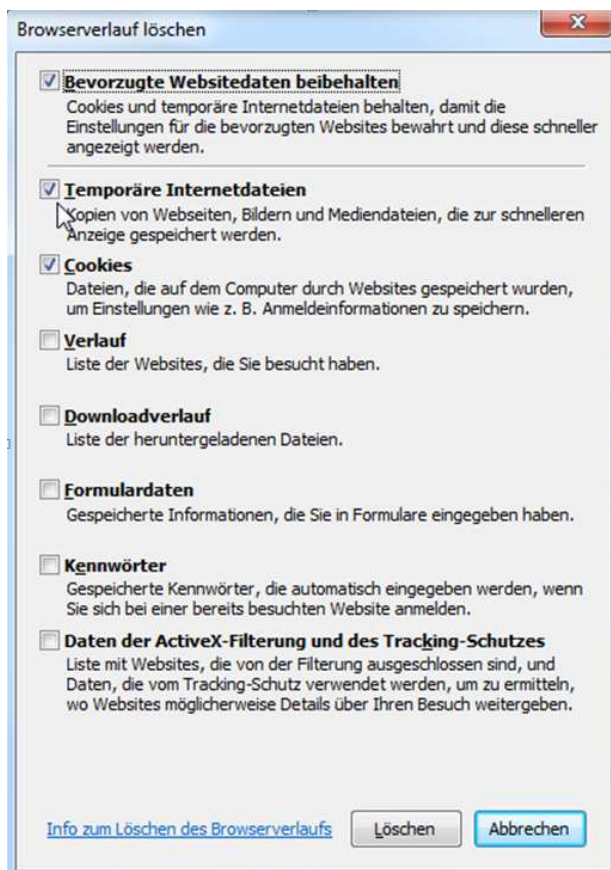 Browserverlauf löschen
Bevorzugte Websitedaten beibehalten
Cookies und temporäre Internetdateien behalten, damit die
Einstellungen für die bevorzugten Websites bewahrt und diese schneller
angezeigt werden.
Temporäre Internetdateien
Kopien von Webseiten, Bildern und Mediendateien, die zur schnelleren
Anzeige gespeichert werden.
Cookies
Dateien, die auf dem Computer durch Websites gespeichert wurden,
um Einstellungen wie z. B. Anmeldeinformationen zu speichern.
Verlauf
Liste der Websites, die Sie besucht haben.
Downloadverlauf
Liste der heruntergeladenen Dateien.
Formulardaten
Gespeicherte Informationen, die Sie in Formulare eingegeben haben.
Kennwörter
Gespeicherte Kennwörter, die automatisch eingegeben werden, wenn
Sie sich bei einer bereits besuchten Website anmelden.
Daten der ActiveX-Filterung und des Tracking-Schutzes
Liste mit Websites, die von der Filterung ausgeschlossen sind, und
Daten, die vom Tracking-Schutz verwendet werden, um zu ermitteln,
wo Websites möglicherweise Details über Ihren Besuch weitergeben.
Info zum Löschen des Browserverlaufs Löschen Abbrechen